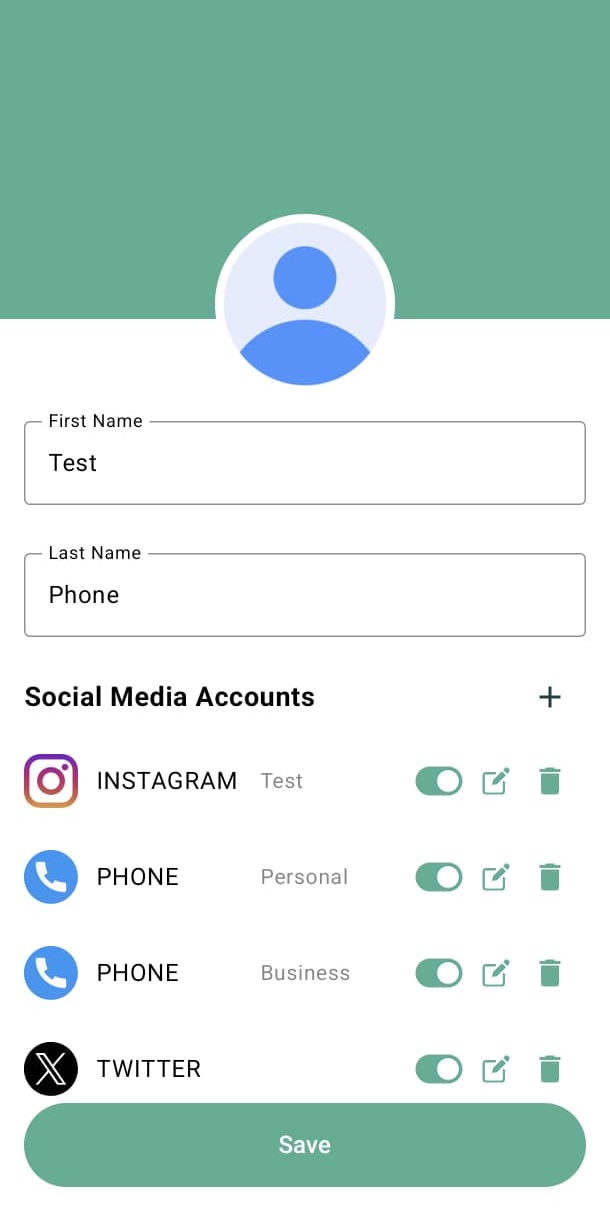 First Name
Test
Last Name
Phone
Social Media Accounts
INSTAGRAM Test
PHONE Personal
PHONE Business
TWITTER
Save